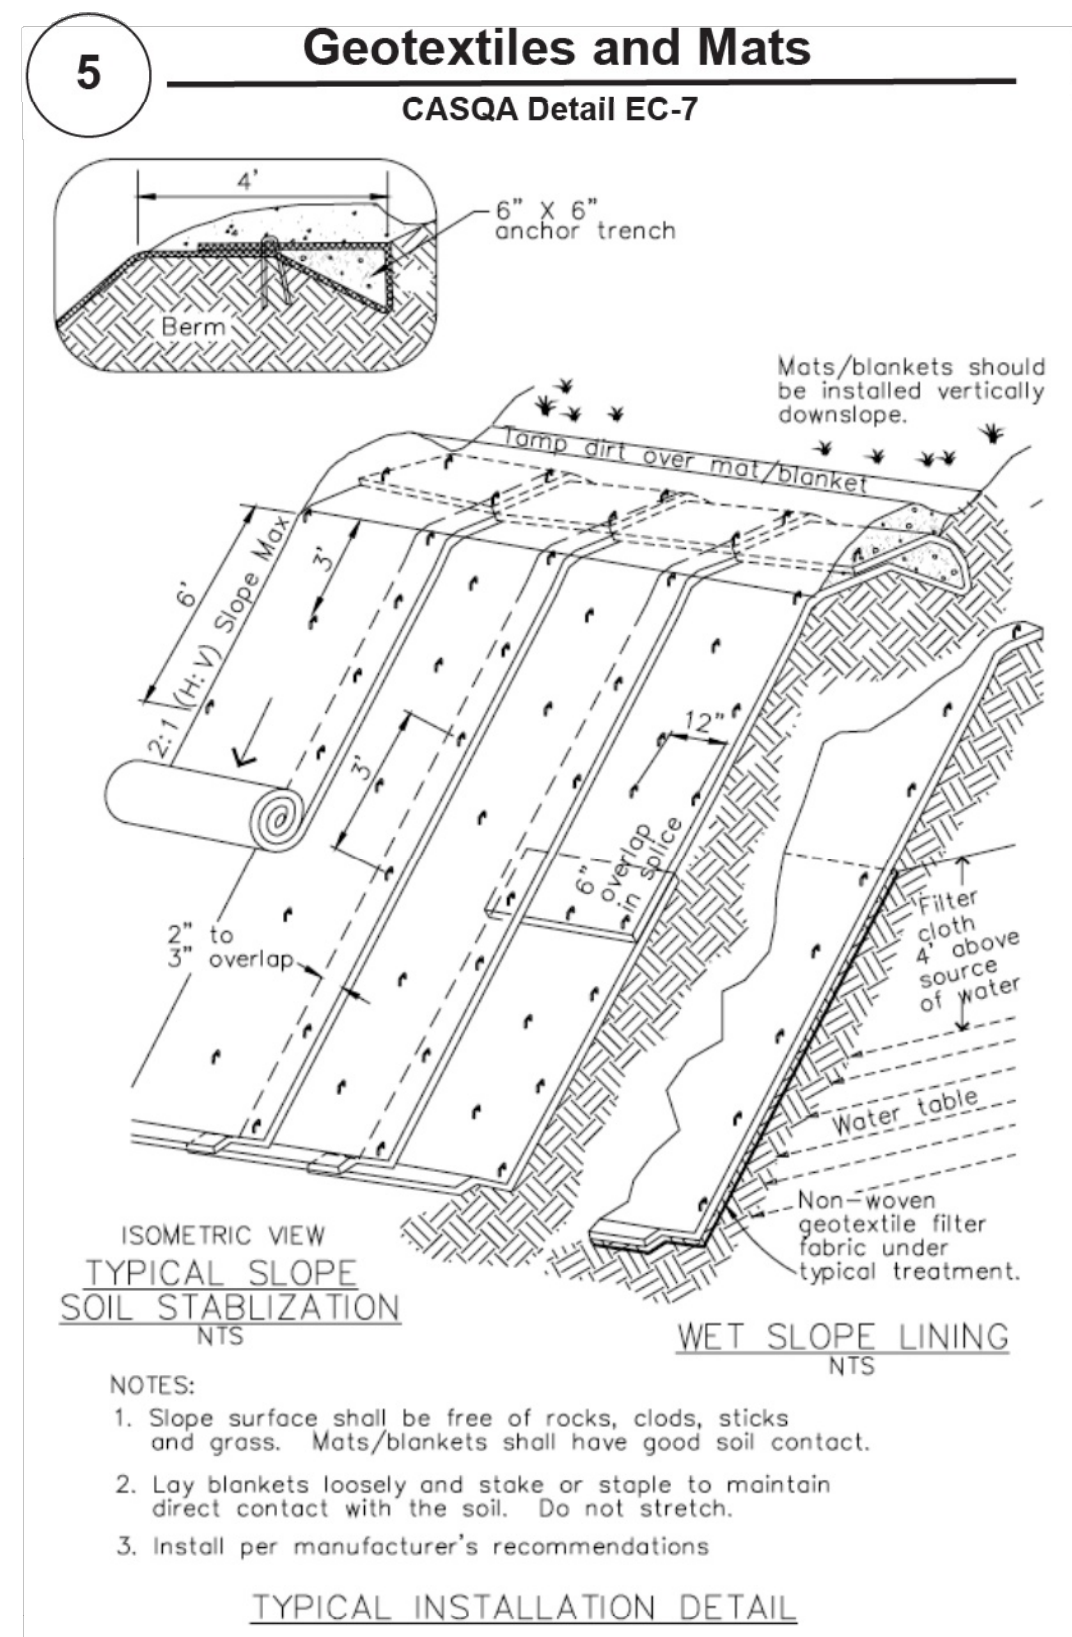 5
Geotextiles and Mats
CASQA Detail EC-7
4'
6" X 6"
anchor trench
Berm
Mats/blankets should
be installed vertically
downslope.
Tamp dirt over mat/blanket
6'
3'
2:1 (H:V) Slope Max
12"
3'
6"
overlap
in splice
2" to
3" overlap
Filter
cloth
4' above
source
of water
Water table
Non-woven
geotextile filter
fabric under
typical treatment.
ISOMETRIC VIEW
TYPICAL SLOPE
SOIL STABLIZATION
NTS
WET SLOPE LINING
NTS
NOTES:
1. Slope surface shall be free of rocks, clods, sticks
and grass. Mats/blankets shall have good soil contact.
2. Lay blankets loosely and stake or staple to maintain
direct contact with the soil. Do not stretch.
3. Install per manufacturer's recommendations
TYPICAL INSTALLATION DETAIL